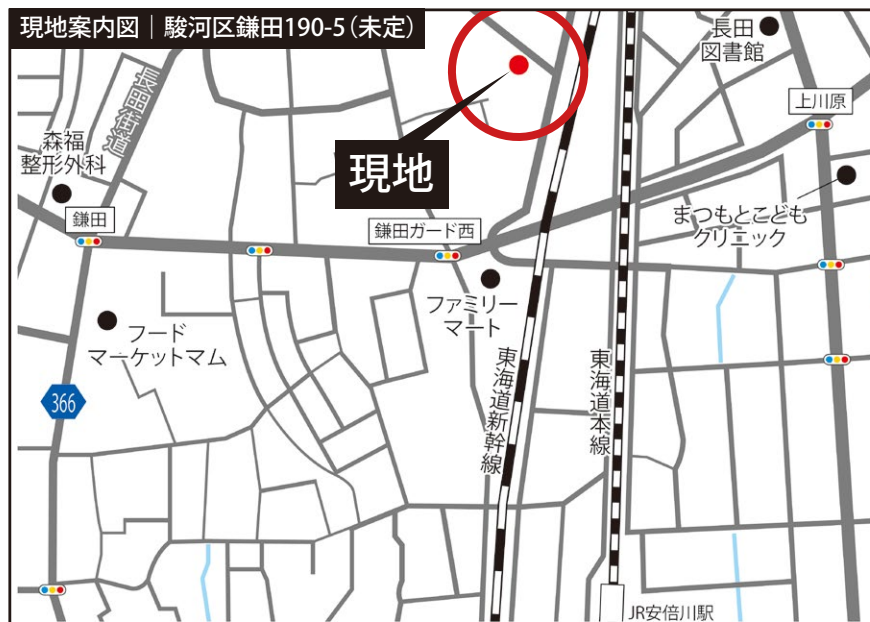 現地案内図｜駿河区鎌田190-5（未定）
長田
図書館
長田街道
上川原
森福
整形外科
現地
まつもとこども
クリニック
鎌田
鎌田ガード西
ファミリー
マート
フード
マーケットマム
東海道新幹線
東海道本線
366
JR安倍川駅